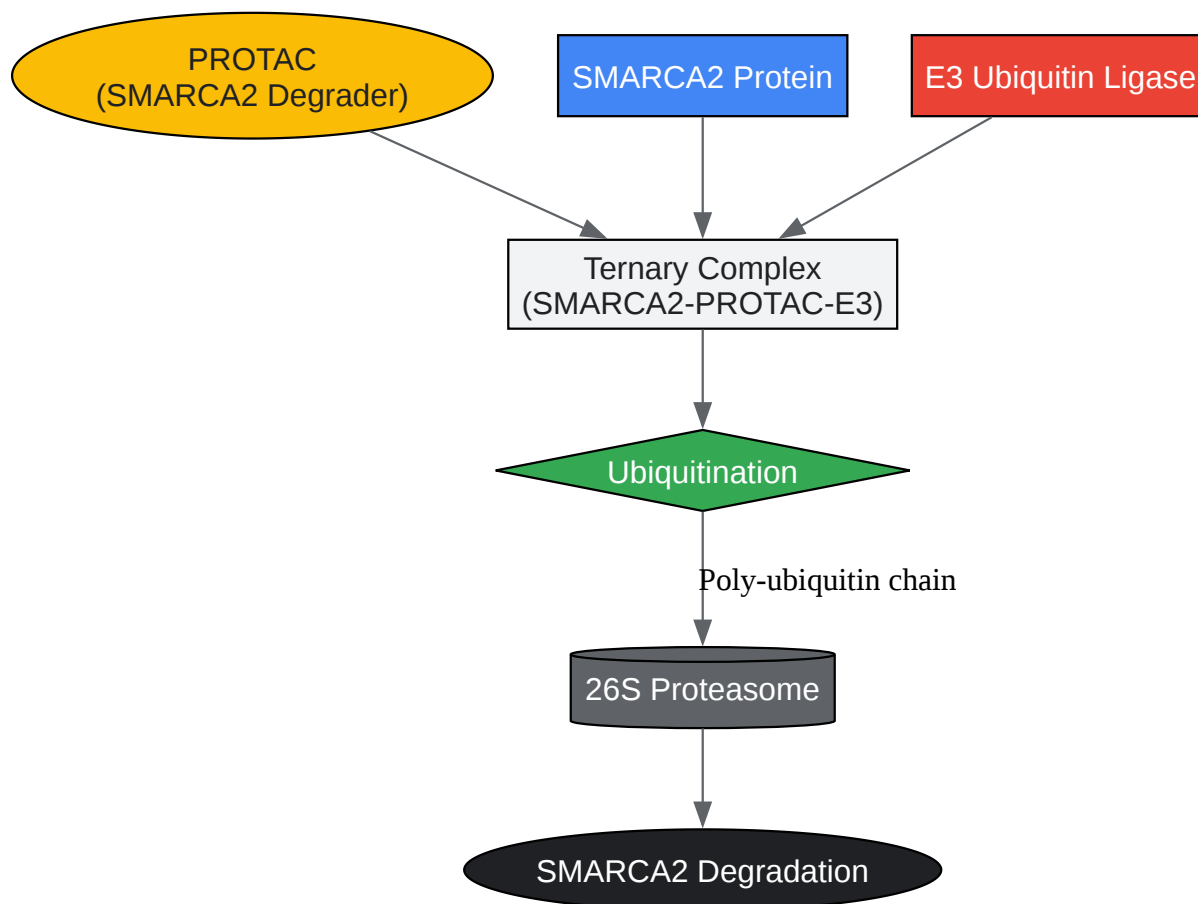 PROTAC
(SMARCA2 Degrader)
SMARCA2 Protein
E3 Ubiquitin Ligase
Ternary Complex
(SMARCA2-PROTAC-E3)
Ubiquitination
Poly-ubiquitin chain
26S Proteasome
SMARCA2 Degradation